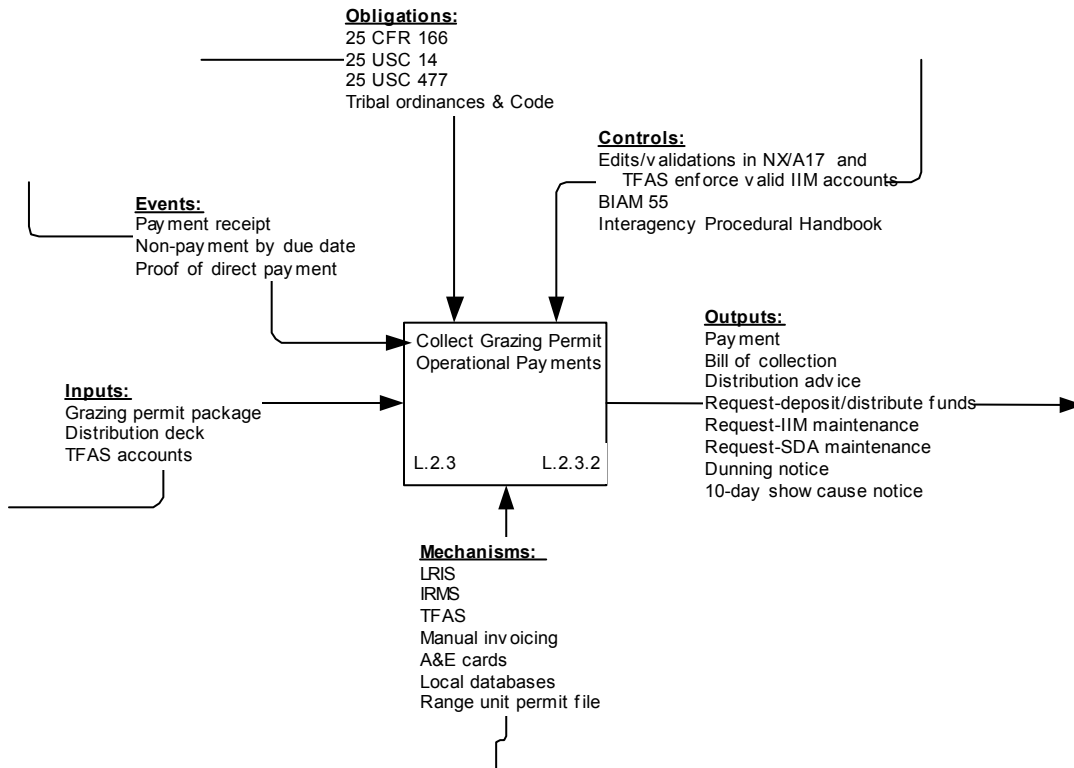 Obligations:
25 CFR 166
25 USC 14
25 USC 477
Tribal ordinances & Code
Controls:
Edits/validations in NX/A17 and
TFAS enforce valid IIM accounts
BIAM 55
Interagency Procedural Handbook
Events:
Payment receipt
Non-payment by due date
Proof of direct payment
Collect Grazing Permit
Operational Payments
L.2.3 L.2.3.2
Inputs:
Grazing permit package
Distribution deck
TFAS accounts
Outputs:
Payment
Bill of collection
Distribution advice
Request-deposit/distribute funds
Request-IIM maintenance
Request-SDA maintenance
Dunning notice
10-day show cause notice
Mechanisms:
LRIS
IRMS
TFAS
Manual invoicing
A&E cards
Local databases
Range unit permit file